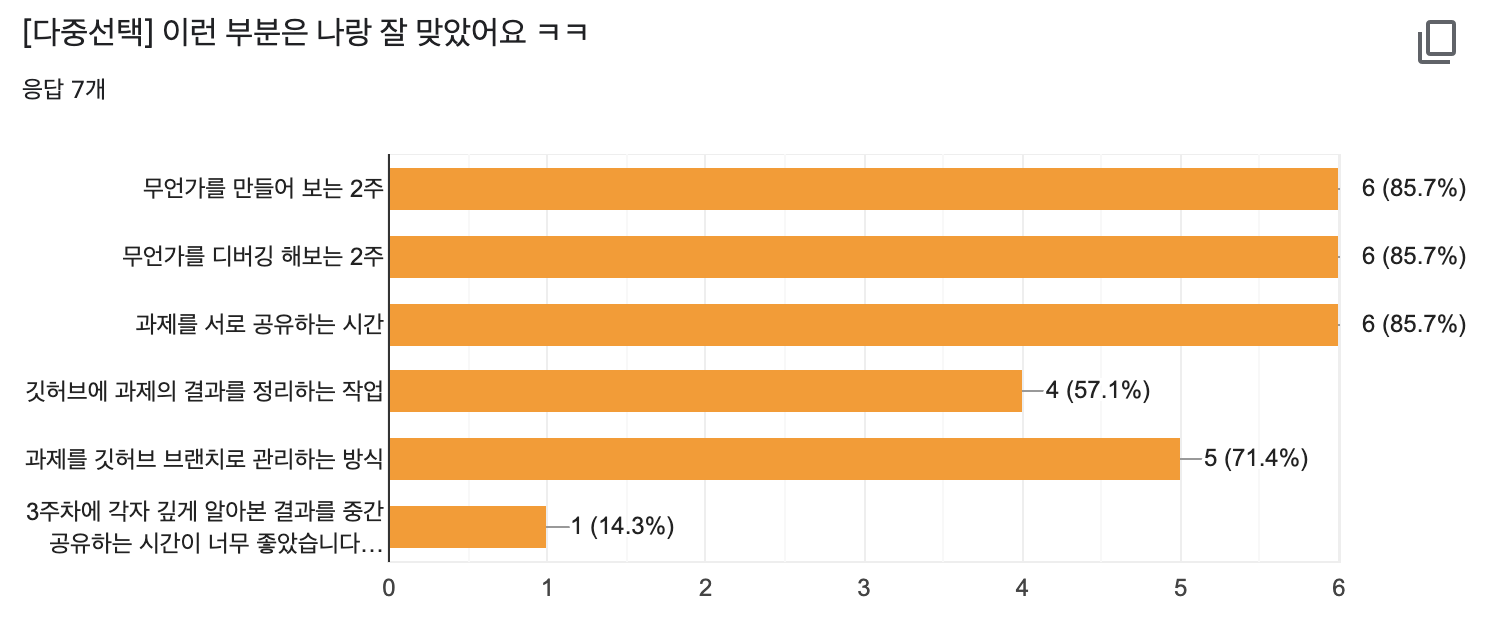 [다중선택] 이런 부분은 나랑 잘 맞았어요 ㅋㅋ
응답 7개
무언가를 만들어 보는 2주
6 (85.7%)
무언가를 디버깅 해보는 2주
6 (85.7%)
과제를 서로 공유하는 시간
6 (85.7%)
깃허브에 과제의 결과를 정리하는 작업
4 (57.1%)
과제를 깃허브 브랜치로 관리하는 방식
5 (71.4%)
3주차에 각자 깊게 알아본 결과를 중간
공유하는 시간이 너무 좋았습니다…
1 (14.3%)
0 1 2 3 4 5 6